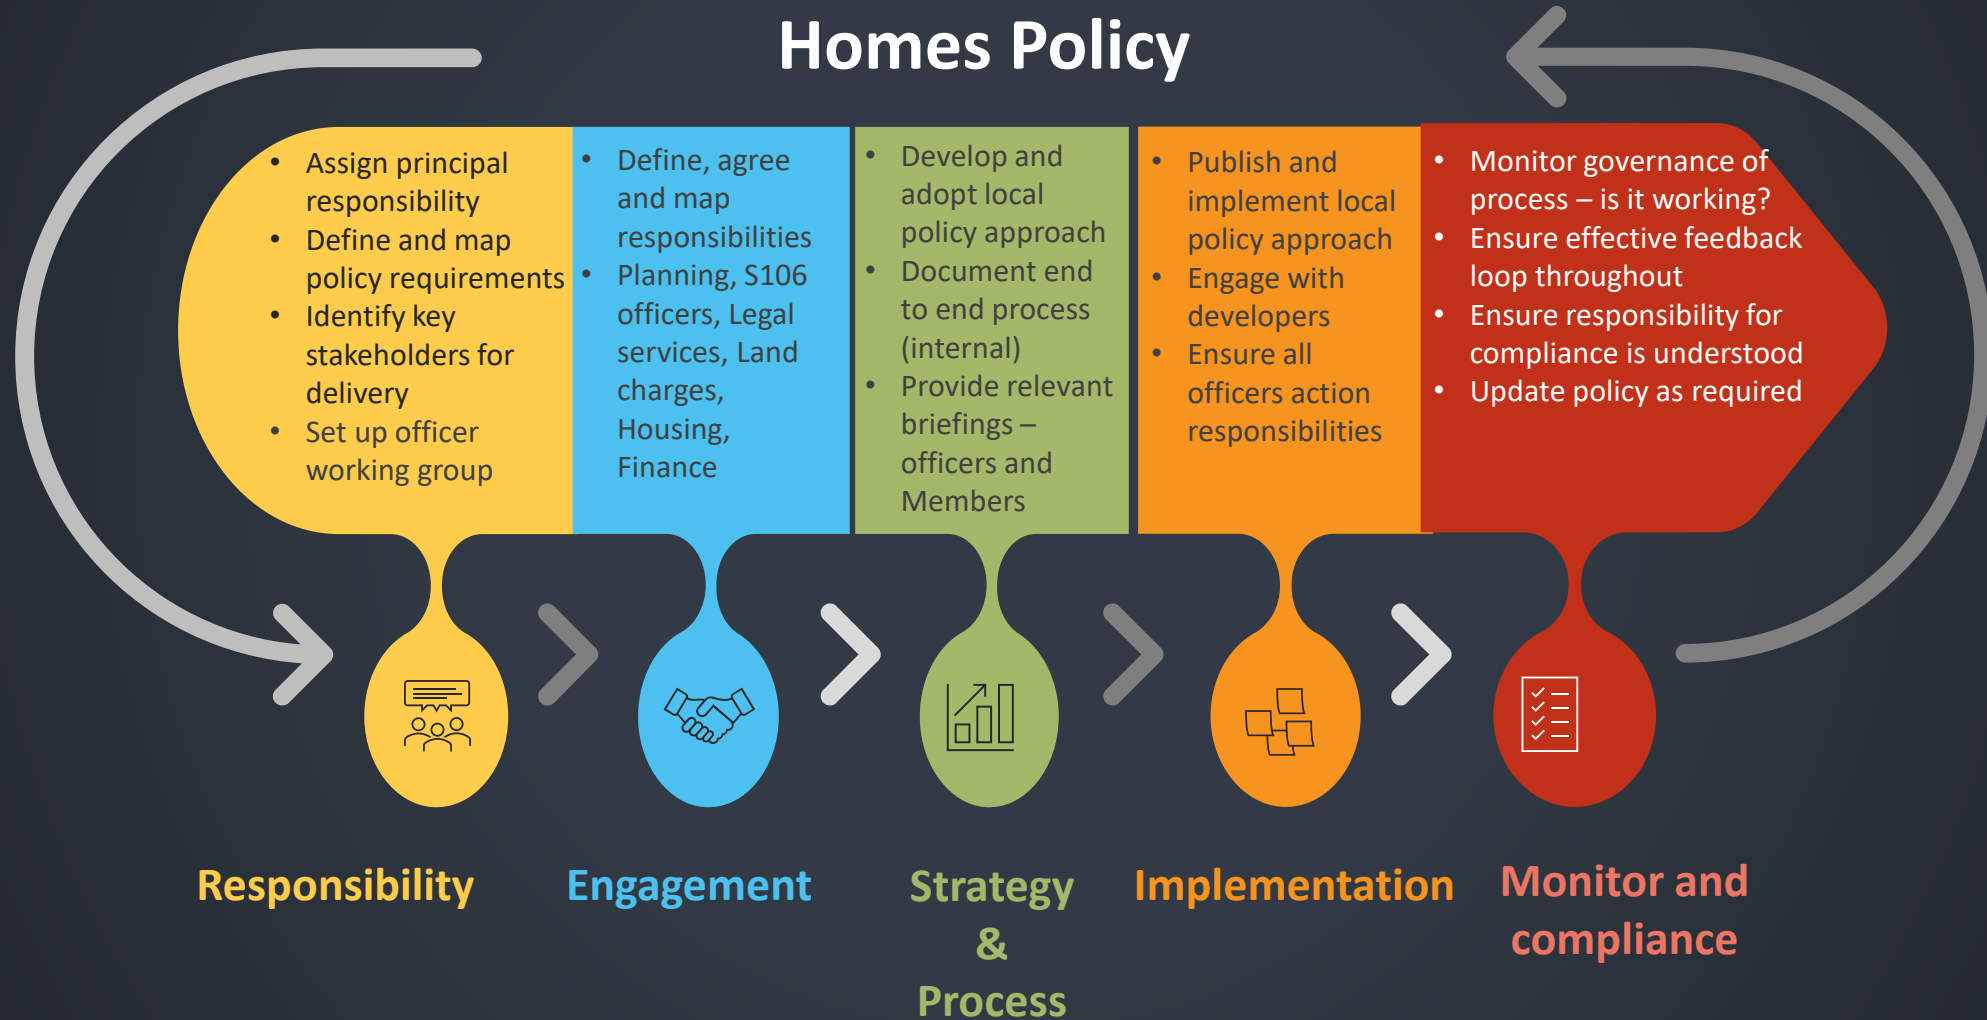 Homes Policy
• Assign principal
responsibility
• Define and map
policy requirements
• Identify key
stakeholders for
delivery
• Set up officer
working group
• Define, agree
and map
responsibilities
• Planning, S106
officers, Legal
services, Land
charges,
Housing,
Finance
• Develop and
adopt local
policy approach
• Document end
to end process
(internal)
• Provide relevant
briefings –
officers and
Members
• Publish and
implement local
policy approach
• Engage with
developers
• Ensure all
officers action
responsibilities
• Monitor governance of
process – is it working?
• Ensure effective feedback
loop throughout
• Ensure responsibility for
compliance is understood
• Update policy as required
Responsibility
Engagement
Strategy
&
Process
Implementation
Monitor and
compliance